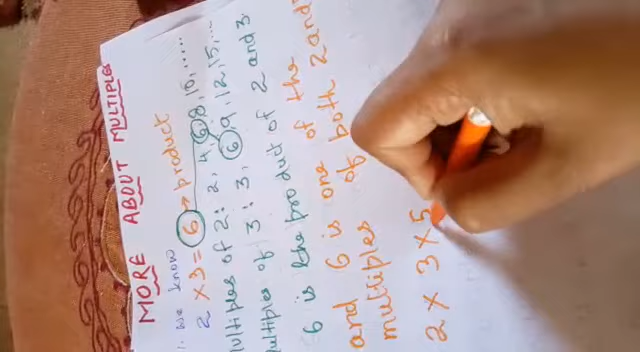 MORE ABOUT MULTIPLES
1. We know
2 × 3 = 6 → product
ultiples of 2: 2, 4, 6, 8, 10, .....
ultiples of 3: 3, 6, 9, 12, 15, ...
6 is the product of 2 and 3
and 6 is one of the
multiples of both 2 and
2 × 3 × 5